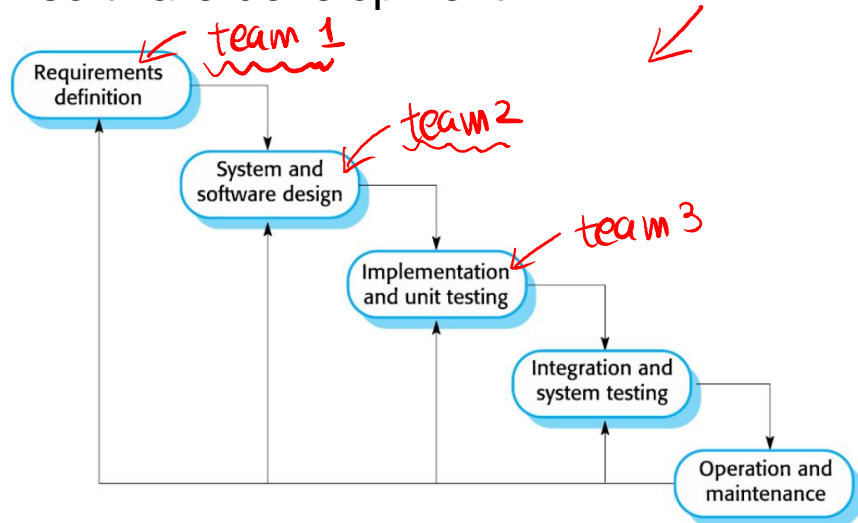 team 1
Requirements
definition
team 2
System and
software design
team 3
Implementation
and unit testing
Integration and
system testing
Operation and
maintenance